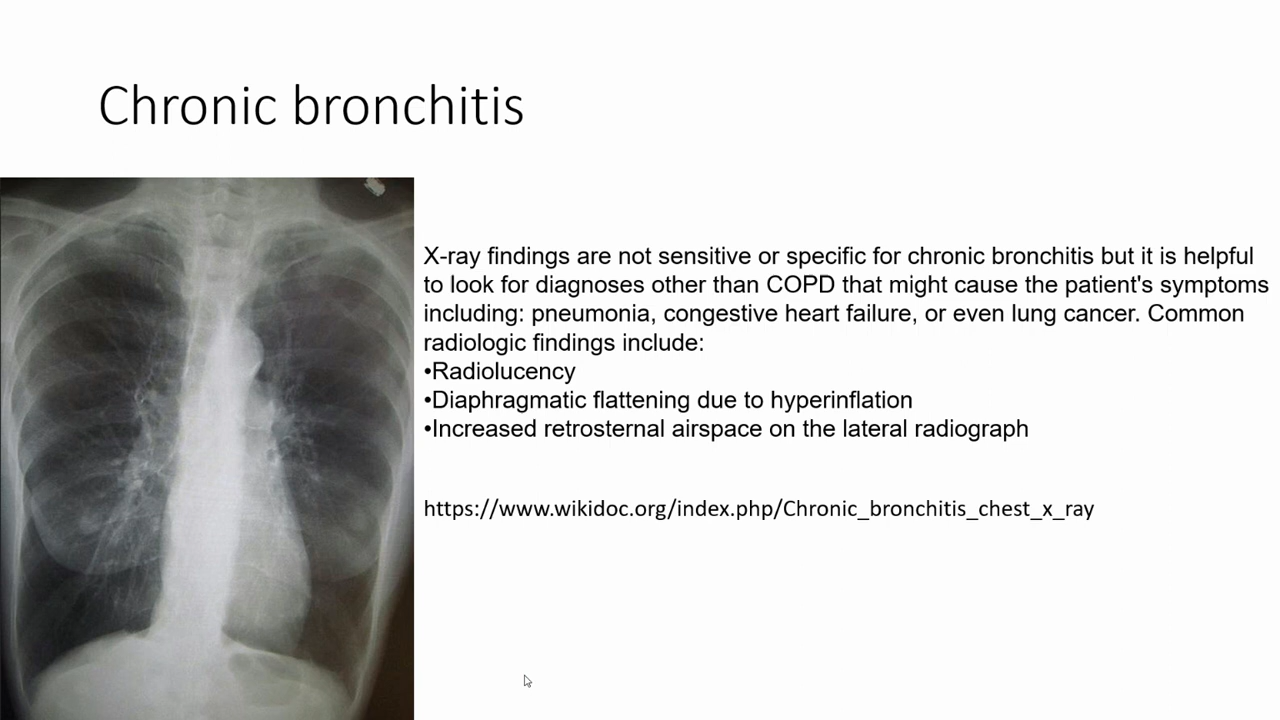 Chronic bronchitis
X-ray findings are not sensitive or specific for chronic bronchitis but it is helpful
to look for diagnoses other than COPD that might cause the patient's symptoms
including: pneumonia, congestive heart failure, or even lung cancer. Common
radiologic findings include:
•Radiolucency
•Diaphragmatic flattening due to hyperinflation
•Increased retrosternal airspace on the lateral radiograph
https://www.wikidoc.org/index.php/Chronic_bronchitis_chest_x_ray